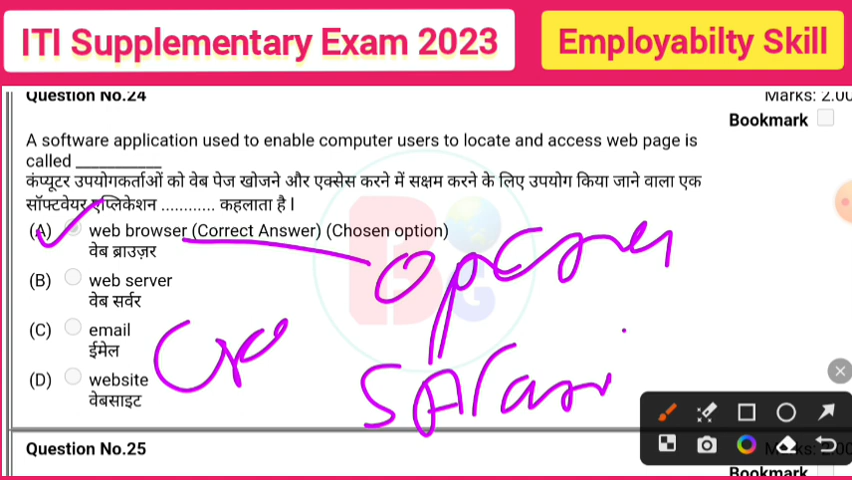 ITI Supplementary Exam 2023
Employabilty Skill
Question No.24
Marks: 2.00
Bookmark
A software application used to enable computer users to locate and access web page is
called ___________
कंप्यूटर उपयोगकर्ताओं को वेब पेज खोजने और एक्सेस करने में सक्षम करने के लिए उपयोग किया जाने वाला एक
सॉफ्टवेयर एप्लिकेशन ............ कहलाता है।
(A) web browser (Correct Answer) (Chosen option)
वेब ब्राउज़र
(B) web server
वेब सर्वर
(C) email
ईमेल
(D) website
वेबसाइट
Question No.25
Bookmark